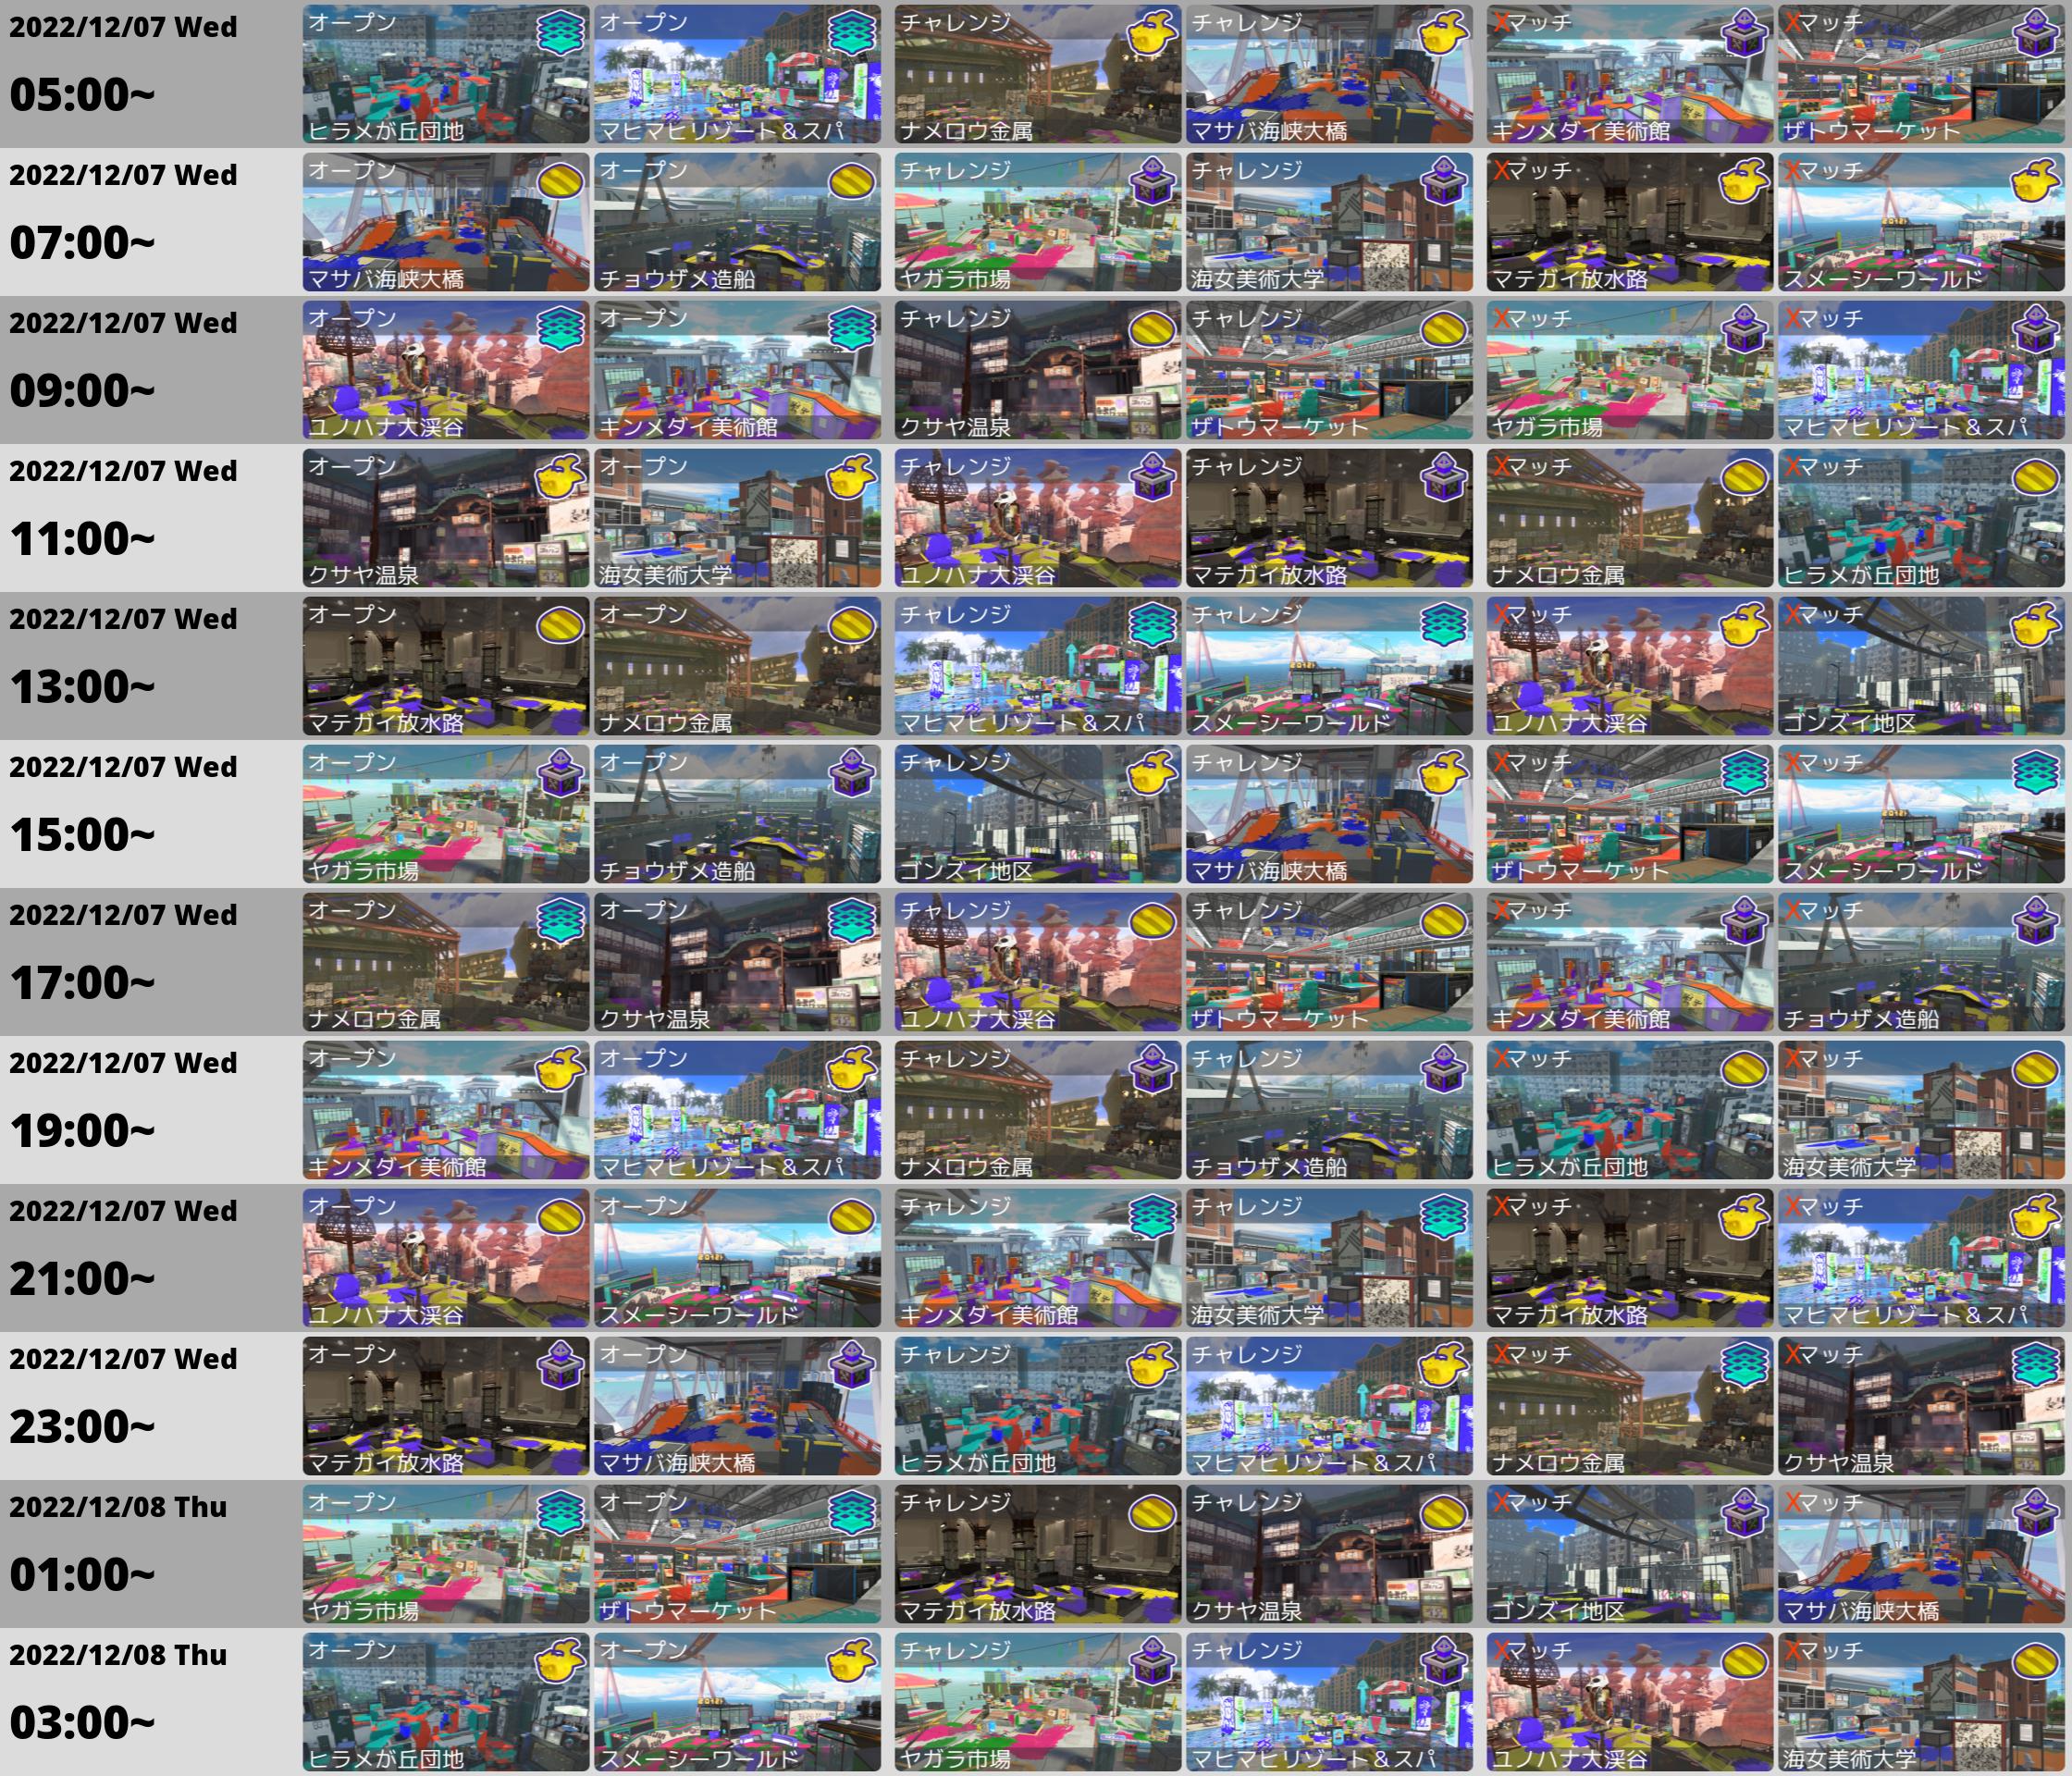 2022/12/07 Wed
05:00~
オープン
ヒラメが丘団地
オープン
マヒマヒリゾート＆スパ
チャレンジ
ナメロウ金属
チャレンジ
マサバ海峡大橋
Xマッチ
キンメダイ美術館
Xマッチ
ザトウマーケット
2022/12/07 Wed
07:00~
オープン
マサバ海峡大橋
オープン
チョウザメ造船
チャレンジ
ヤガラ市場
チャレンジ
海女美術大学
Xマッチ
マテガイ放水路
Xマッチ
スメーシーワールド
2022/12/07 Wed
09:00~
オープン
ユノハナ大渓谷
オープン
キンメダイ美術館
チャレンジ
クサヤ温泉
チャレンジ
ザトウマーケット
Xマッチ
ヤガラ市場
Xマッチ
マヒマヒリゾート＆スパ
2022/12/07 Wed
11:00~
オープン
クサヤ温泉
オープン
海女美術大学
チャレンジ
ユノハナ大渓谷
チャレンジ
マテガイ放水路
Xマッチ
ナメロウ金属
Xマッチ
ヒラメが丘団地
2022/12/07 Wed
13:00~
オープン
マテガイ放水路
オープン
ナメロウ金属
チャレンジ
マヒマヒリゾート＆スパ
チャレンジ
スメーシーワールド
Xマッチ
ユノハナ大渓谷
Xマッチ
ゴンズイ地区
2022/12/07 Wed
15:00~
オープン
ヤガラ市場
オープン
チョウザメ造船
チャレンジ
ゴンズイ地区
チャレンジ
マサバ海峡大橋
Xマッチ
ザトウマーケット
Xマッチ
スメーシーワールド
2022/12/07 Wed
17:00~
オープン
ナメロウ金属
オープン
クサヤ温泉
チャレンジ
ユノハナ大渓谷
チャレンジ
ザトウマーケット
Xマッチ
キンメダイ美術館
Xマッチ
チョウザメ造船
2022/12/07 Wed
19:00~
オープン
キンメダイ美術館
オープン
マヒマヒリゾート＆スパ
チャレンジ
ナメロウ金属
チャレンジ
チョウザメ造船
Xマッチ
ヒラメが丘団地
Xマッチ
海女美術大学
2022/12/07 Wed
21:00~
オープン
ユノハナ大渓谷
オープン
スメーシーワールド
チャレンジ
キンメダイ美術館
チャレンジ
海女美術大学
Xマッチ
マテガイ放水路
Xマッチ
マヒマヒリゾート＆スパ
2022/12/07 Wed
23:00~
オープン
マテガイ放水路
オープン
マサバ海峡大橋
チャレンジ
ヒラメが丘団地
チャレンジ
マヒマヒリゾート＆スパ
Xマッチ
ナメロウ金属
Xマッチ
クサヤ温泉
2022/12/08 Thu
01:00~
オープン
ヤガラ市場
オープン
ザトウマーケット
チャレンジ
マテガイ放水路
チャレンジ
クサヤ温泉
Xマッチ
ゴンズイ地区
Xマッチ
マサバ海峡大橋
2022/12/08 Thu
03:00~
オープン
ヒラメが丘団地
オープン
スメーシーワールド
チャレンジ
ヤガラ市場
チャレンジ
マヒマヒリゾート＆スパ
Xマッチ
ユノハナ大渓谷
Xマッチ
海女美術大学